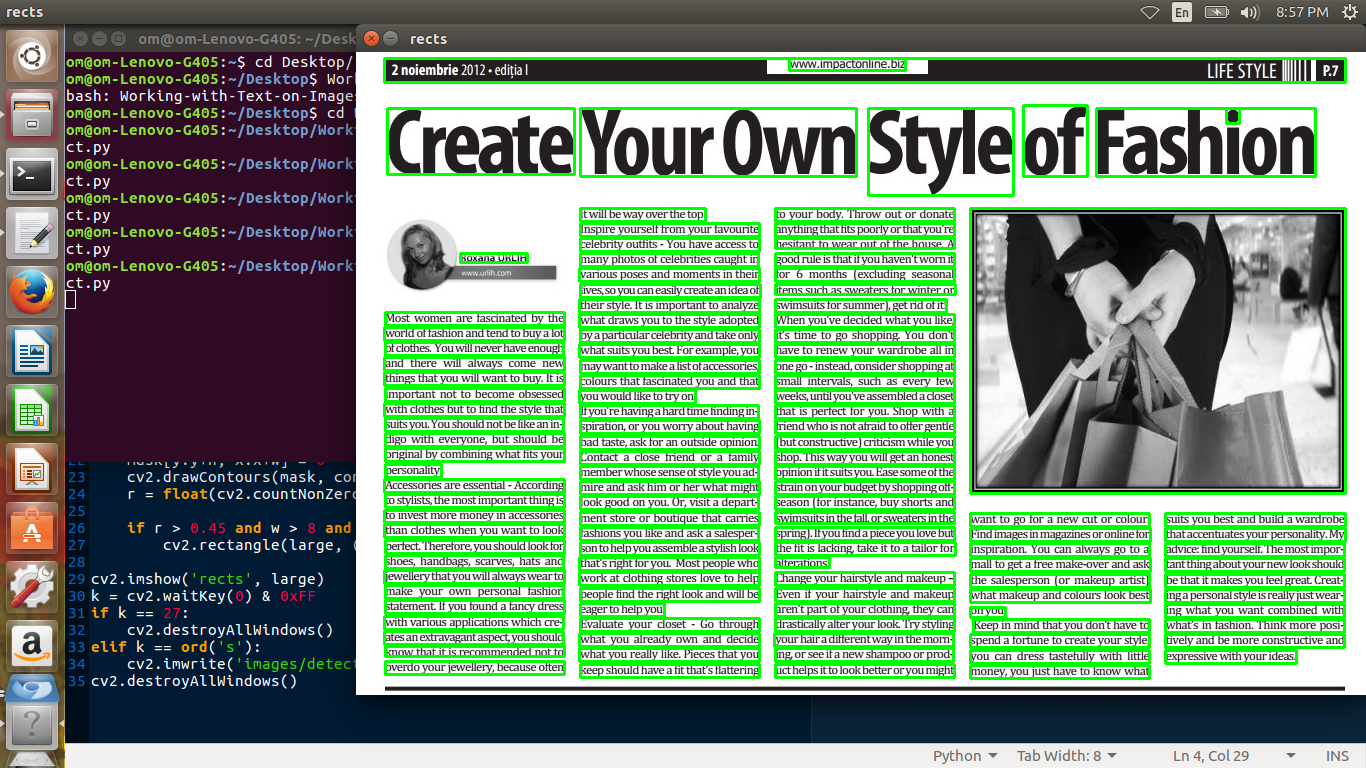 rects
En
8:57 PM
om@om-Lenovo-G405: ~/Desk
om@om-Lenovo-G405:~$ cd Desktop/
om@om-Lenovo-G405:~/Desktop$ Wor
bash: Working-with-Text-on-Images
om@om-Lenovo-G405:~/Desktop$ cd
om@om-Lenovo-G405:~/Desktop/Work
ct.py
om@om-Lenovo-G405:~/Desktop/Work
ct.py
om@om-Lenovo-G405:~/Desktop/Work
ct.py
om@om-Lenovo-G405:~/Desktop/Work
ct.py
om@om-Lenovo-G405:~/Desktop/Work
ct.py
23 cv2.drawContours(mask, con
24 r = float(cv2.countNonZero
25
26 if r > 0.45 and w > 8 and
27 cv2.rectangle(large, (
28
29 cv2.imshow('rects', large)
30 k = cv2.waitKey(0) & 0xFF
31 if k == 27:
32 cv2.destroyAllWindows()
33 elif k == ord('s'):
34 cv2.imwrite('images/detect
35 cv2.destroyAllWindows()
rects
2 noiembrie 2012 • ediția I
www.impactonline.biz
LIFE STYLE
P.7
Create Your Own Style of Fashion
Roxana URLIH
www.urlih.com
Most women are fascinated by the
world of fashion and tend to buy a lot
of clothes. You will never have enough
and there will always come new
things that you will want to buy. It is
important not to become obsessed
with clothes but to find the style that
suits you. You should not be like an in-
digo with everyone, but should be
original by combining what fits your
personality
Accessories are essential - According
to stylists, the most important thing is
to invest more money in accessories
than clothes when you want to look
perfect. Therefore, you should look for
shoes, handbags, scarves, hats and
jewellery that you will always wear to
make your own personal fashion
statement. If you found a fancy dress
with various applications which cre-
ates an extravagant aspect, you should
know that it is recommended not to
overdo your jewellery, because often
it will be way over the top
Inspire yourself from your favourite
celebrity outfits - You have access to
many photos of celebrities caught in
various poses and moments in their
lives, so you can easily create an idea of
their style. It is important to analyze
what draws you to the style adopted
by a particular celebrity and take only
what suits you best. For example, you
may want to make a list of accessories,
colours that fascinated you and that
you would like to try on
If you're having a hard time finding in-
spiration, or you worry about having
bad taste, ask for an outside opinion.
Contact a close friend or a family
member whose sense of style you ad-
mire and ask him or her what might
look good on you. Or, visit a depart-
ment store or boutique that carries
fashions you like and ask a salesper-
son to help you assemble a stylish look
that's right for you. Most people who
work at clothing stores love to help
people find the right look and will be
eager to help you
Evaluate your closet - Go through
what you already own and decide
what you really like. Pieces that you
keep should have a fit that's flattering
to your body. Throw out or donate
anything that fits poorly or that you're
hesitant to wear out of the house. A
good rule is that if you haven't worn it
for 6 months (excluding seasonal
items such as sweaters for winter or
swimsuits for summer), get rid of it.
When you've decided what you like,
it's time to go shopping. You don't
have to renew your wardrobe all in
one go - instead, consider shopping at
small intervals, such as every few
weeks, until you've assembled a closet
that is perfect for you. Shop with a
friend who is not afraid to offer gentle
(but constructive) criticism while you
shop. This way you will get an honest
opinion if it suits you. Ease some of the
strain on your budget by shopping off-
season (for instance, buy shorts and
swimsuits in the fall, or sweaters in the
spring). If you find a piece you love but
the fit is lacking, take it to a tailor for
alterations.
Change your hairstyle and makeup –
Even if your hairstyle and makeup
aren't part of your clothing, they can
drastically alter your look. Try styling
your hair a different way in the morn-
ing, or see if a new shampoo or prod-
uct helps it to look better or you might
want to go for a new cut or colour.
Find images in magazines or online for
inspiration. You can always go to a
mall to get a free make-over and ask
the salesperson (or makeup artist)
what makeup and colours look best
on you
Keep in mind that you don't have to
spend a fortune to create your style,
you can dress tastefully with little
money, you just have to know what
suits you best and build a wardrobe
that accentuates your personality. My
advice: find yourself. The most impor-
tant thing about your new look should
be that it makes you feel great. Creat-
ing a personal style is really just wear-
ing what you want combined with
what's in fashion. Think more posi-
tively and be more constructive and
expressive with your ideas.
Python
Tab Width: 8
Ln 4, Col 29
INS